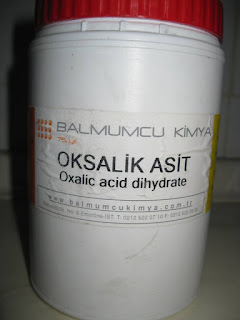 BALMUMCU KİMYA
OKSALİK ASİT
Oxalic acid dihydrate
www.balmumcukimya.com.tr